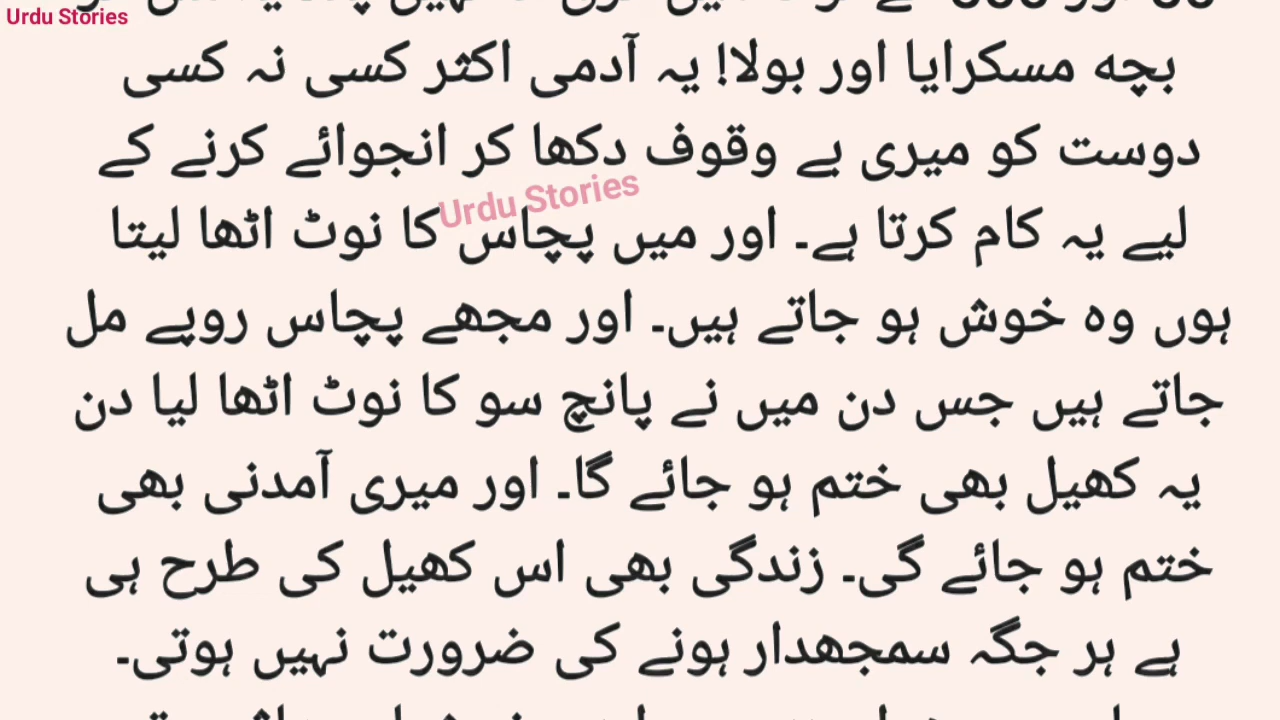 Urdu Stories
بچہ مسکرایا اور بولا! یہ آدمی اکثر کسی نہ کسی
دوست کو میری بے وقوف دکھا کر انجوائے کرنے کے
Urdu Stories
لیے یہ کام کرتا ہے۔ اور میں پچاس کا نوٹ اٹھا لیتا
ہوں وہ خوش ہو جاتے ہیں۔ اور مجھے پچاس روپے مل
جاتے ہیں جس دن میں نے پانچ سو کا نوٹ اٹھا لیا دن
یہ کھیل بھی ختم ہو جائے گا۔ اور میری آمدنی بھی
ختم ہو جائے گی۔ زندگی بھی اس کھیل کی طرح ہی
ہے ہر جگہ سمجھدار ہونے کی ضرورت نہیں ہوتی۔